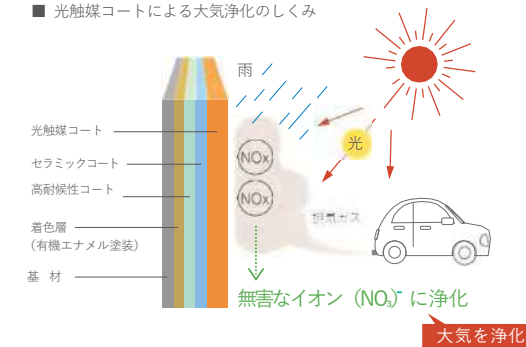 ■ 光触媒コートによる大気浄化のしくみ
雨
光触媒コート
セラミックコート
高耐候性コート
着色層
（有機エナメル塗装）
基 材
NOx
NOx
光
排気ガス
無害なイオン（NO₃）⁻ に浄化
大気を浄化